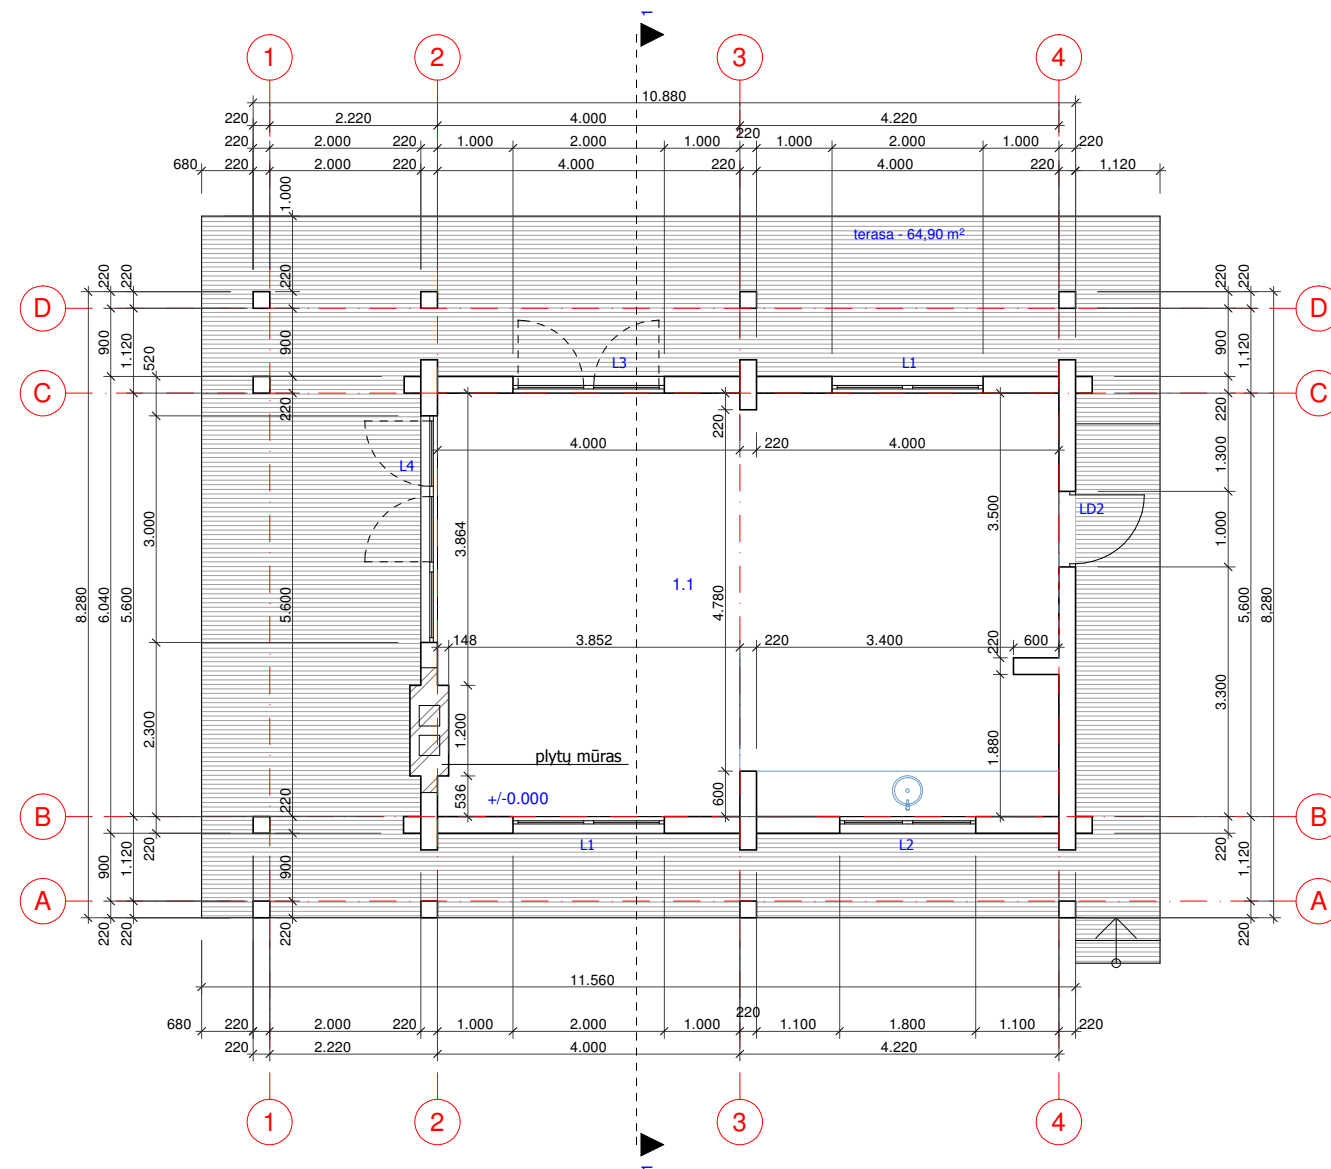 1
1 2 3 4
10.880
220 2.220 4.000 4.220
220 2.000 220 1.000 2.000 1.000 220 1.000 2.000 1.000 220
680 220 2.000 220 4.000 220 4.000 220 1,120
1.000
terasa - 64,90 m²
220 220 220 220 220
D D
900 1.120 520 900 900 1,120
L3 L1
C C
220 220 220
4.000 220 4.000
L4
1.300
3.000 3.864 3.500
LD2
1.000
8.280 6.040 5.600 5.600 4.780 5,600 8.280
1.1
148 3.852 220 3.400 220 600
3.300
2.300 1.200 1.880
plytų mūras
536 +/-0.000 600
220
B B
L1 L2
220 220
900 1.120 900 1,120
A A
220 220 220 220
11.560
680 220 2.000 220 1.000 2.000 1.000 220 1.100 1.800 1.100 220
220 2.220 4.000 4.220
1 2 3 4
1